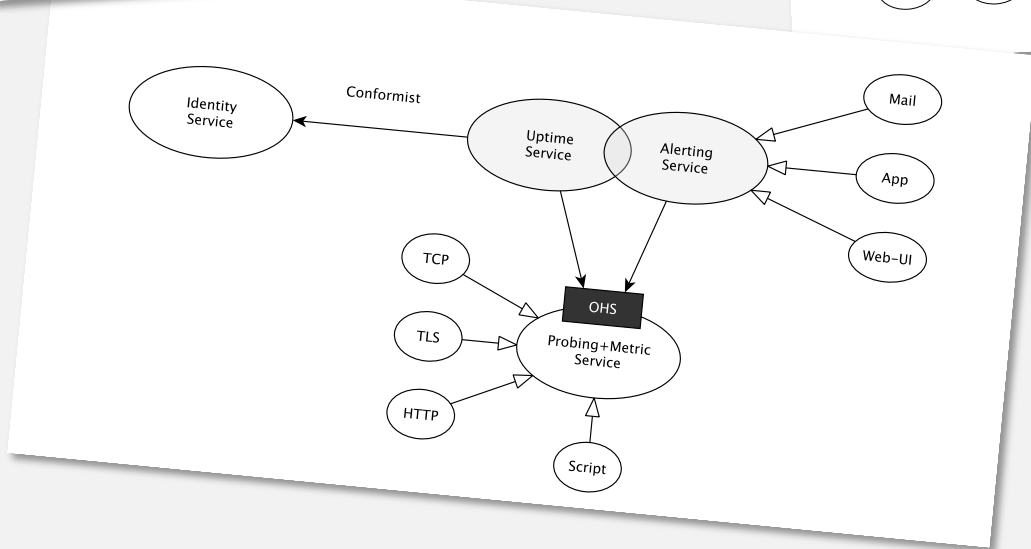 Identity
Service
Conformist
Uptime
Service
Alerting
Service
Mail
App
Web-UI
TCP
TLS
HTTP
OHS
Probing+Metric
Service
Script